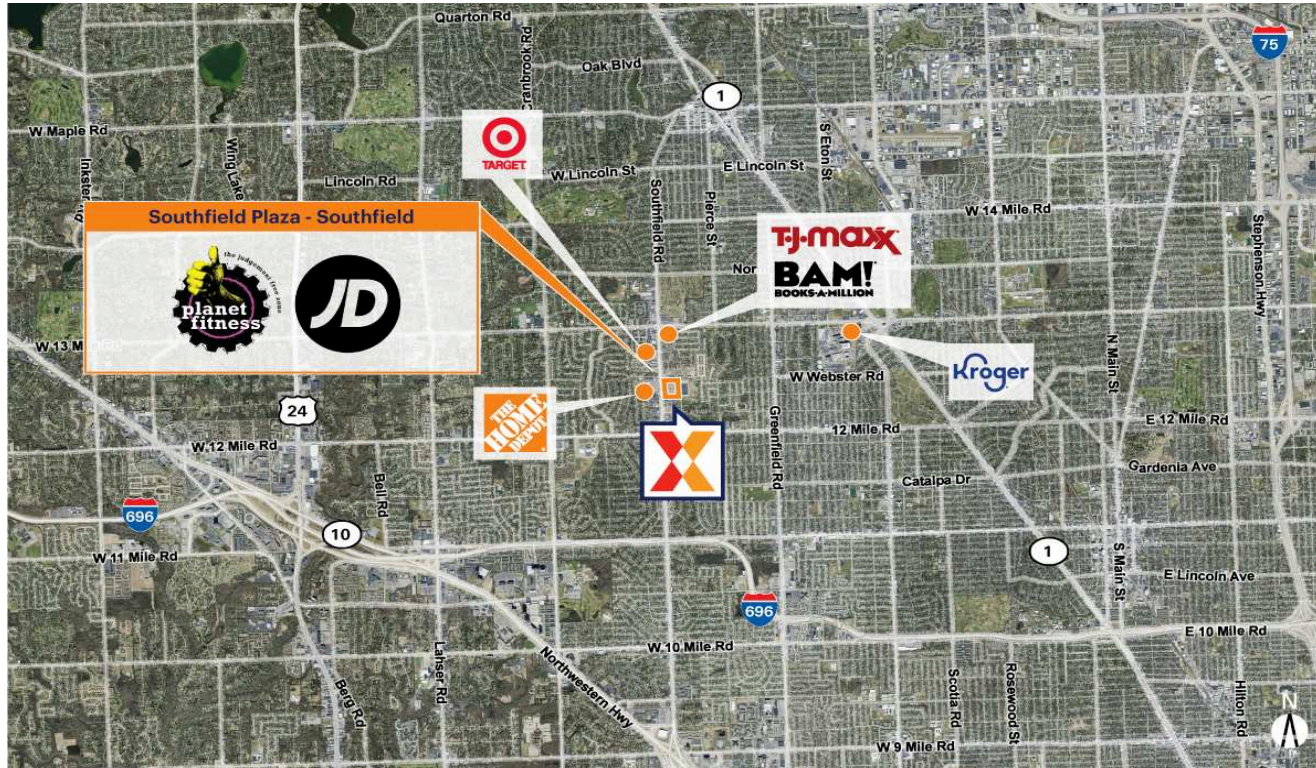 Quarton Rd
Cranbrook Rd
Oak Blvd
75
1
W Maple Rd
Inkster Rd
Wing Lake
TARGET
W Lincoln St
E Lincoln St
S Eton St
Lincoln Rd
Southfield Rd
Pierce St
W 14 Mile Rd
Stephenson Hwy
Southfield Plaza - Southfield
the judgement free zone
planet
fitness
JD
T·J·maxx
BAM!
BOOKS-A-MILLION
W 13
Rd
Kroger
W Webster Rd
N Main St
24
THE
HOME
DEPOT
X
Greenfield Rd
12 Mile Rd
E 12 Mile Rd
W 12 Mile Rd
Gardenia Ave
Bell Rd
Catalpa Dr
696
10
1
W 11 Mile Rd
S Main St
E Lincoln Ave
696
W 10 Mile Rd
E 10 Mile Rd
Lahser Rd
Northwestern Hwy
Berg Rd
Scotia Rd
Rosewood St
Hilton Rd
N
W 9 Mile Rd